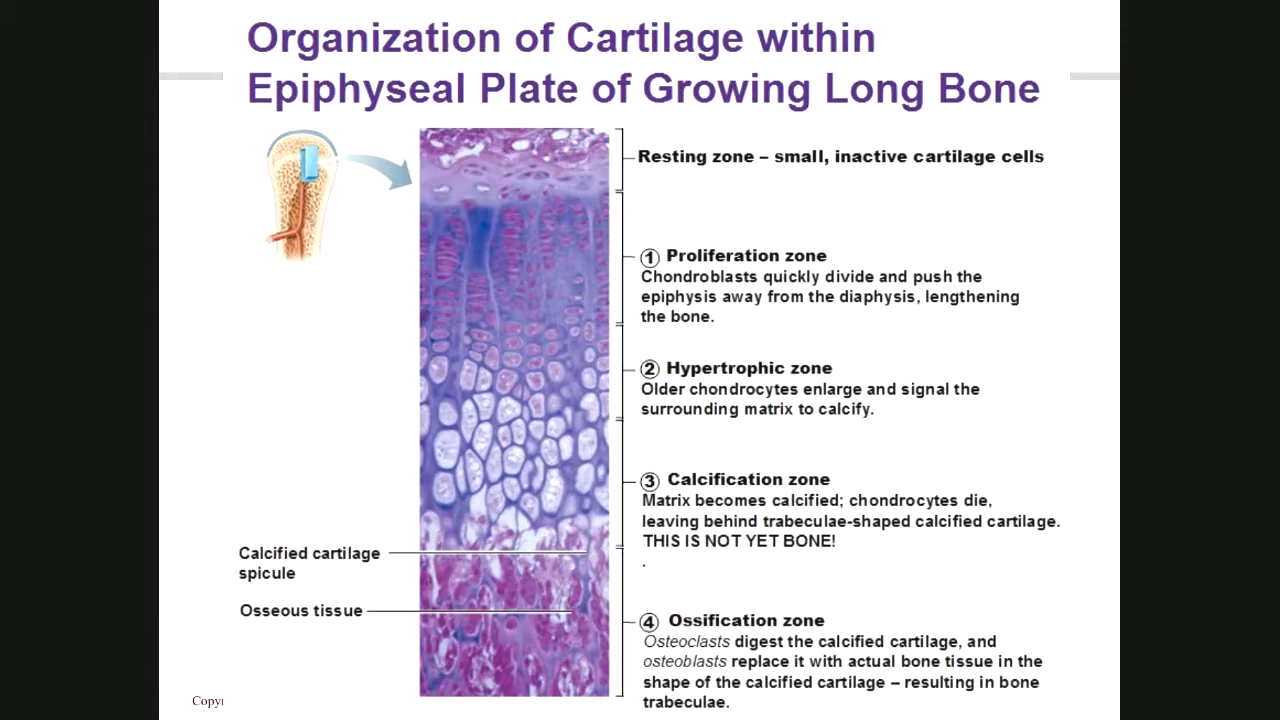 Organization of Cartilage within
Epiphyseal Plate of Growing Long Bone
Resting zone – small, inactive cartilage cells
1 Proliferation zone
Chondroblasts quickly divide and push the
epiphysis away from the diaphysis, lengthening
the bone.
2 Hypertrophic zone
Older chondrocytes enlarge and signal the
surrounding matrix to calcify.
3 Calcification zone
Matrix becomes calcified; chondrocytes die,
leaving behind trabeculae-shaped calcified cartilage.
THIS IS NOT YET BONE!
.
Calcified cartilage
spicule
Osseous tissue
4 Ossification zone
Osteoclasts digest the calcified cartilage, and
osteoblasts replace it with actual bone tissue in the
shape of the calcified cartilage – resulting in bone
trabeculae.